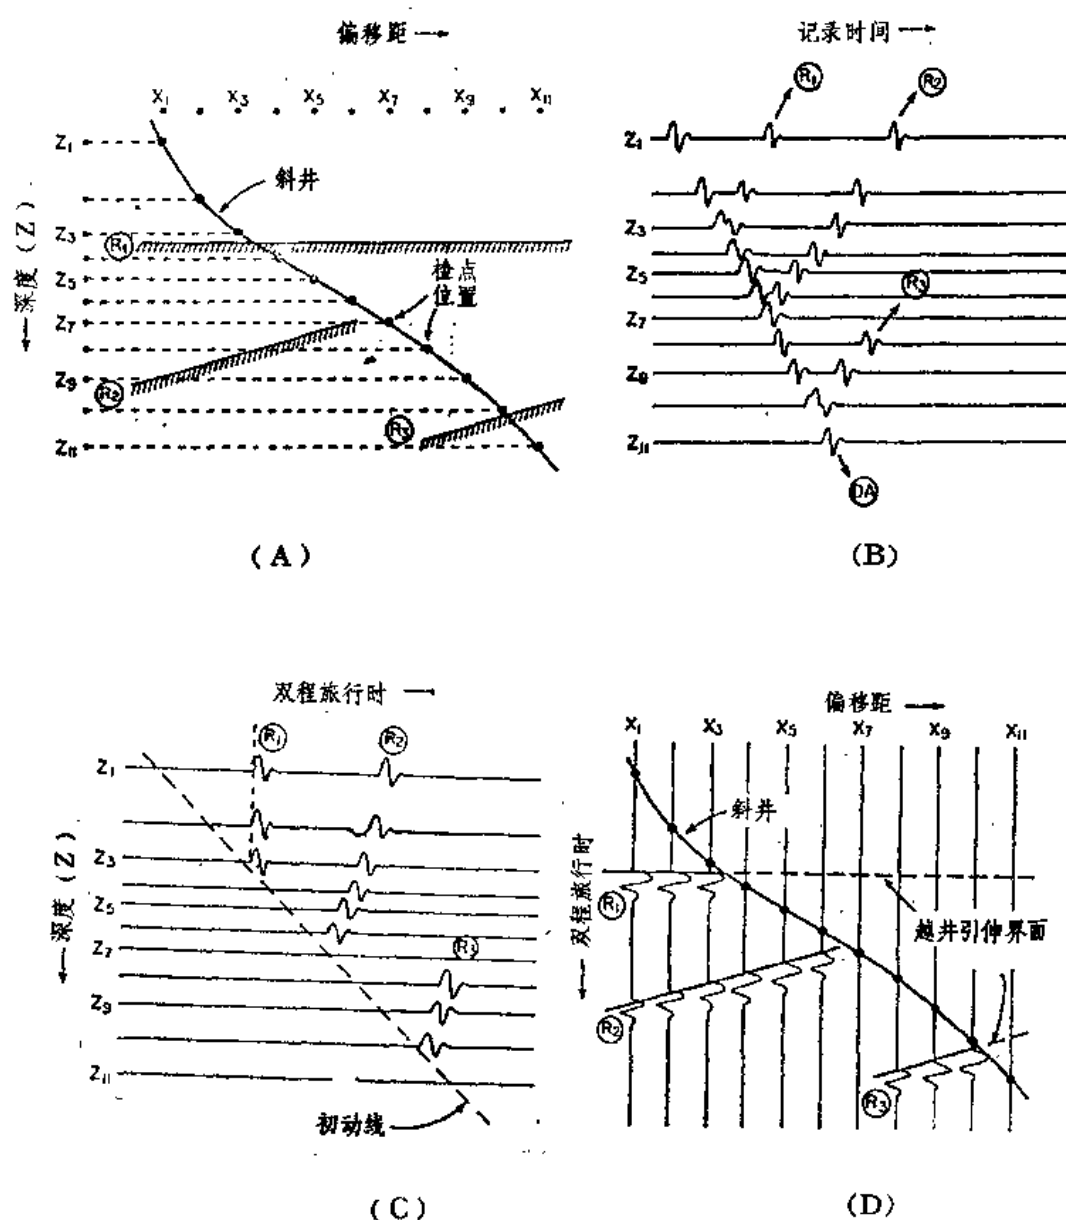 偏移距 →
X₁ X₃ X₅ X₇ X₉ X₁₁
Z₁
Z₃
Z₅
Z₇
Z₉
Z₁₁
←深度(Z)
斜井
R₁
检点
位置
R₂
R₃
(A)
记录时间 →
R₁ R₂
Z₁
Z₃
Z₅
R₃
Z₇
Z₉
Z₁₁
DA
(B)
双程旅行时 →
R₁ R₂
Z₁
Z₃
Z₅
Z₇
R₃
Z₉
Z₁₁
←深度(Z)
初动线
(C)
偏移距 →
X₁ X₃ X₅ X₇ X₉ X₁₁
斜井
←双程旅行时
R₁
越井引伸界面
R₂
R₃
(D)